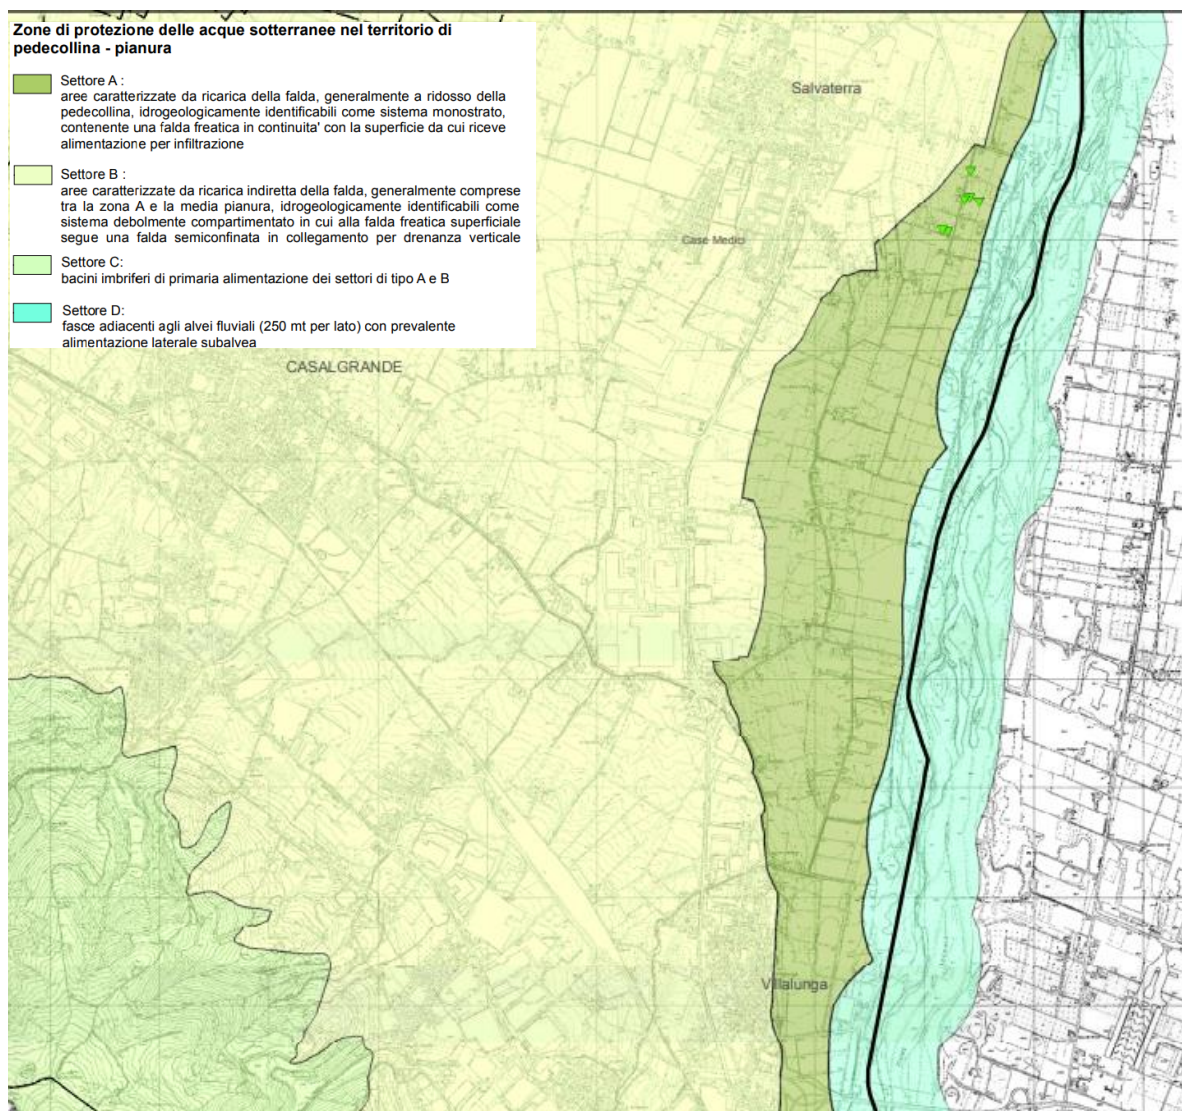 Zone di protezione delle acque sotterranee nel territorio di
pedecollina - pianura
Settore A :
aree caratterizzate da ricarica della falda, generalmente a ridosso della
pedecollina, idrogeologicamente identificabili come sistema monostrato,
contenente una falda freatica in continuita' con la superficie da cui riceve
alimentazione per infiltrazione
Settore B :
aree caratterizzate da ricarica indiretta della falda, generalmente comprese
tra la zona A e la media pianura, idrogeologicamente identificabili come
sistema debolmente compartimentato in cui alla falda freatica superficiale
segue una falda semiconfinata in collegamento per drenanza verticale
Settore C:
bacini imbriferi di primaria alimentazione dei settori di tipo A e B
Settore D:
fasce adiacenti agli alvei fluviali (250 mt per lato) con prevalente
alimentazione laterale subalvea
Salvaterra
Case Medici
CASALGRANDE
Villalunga